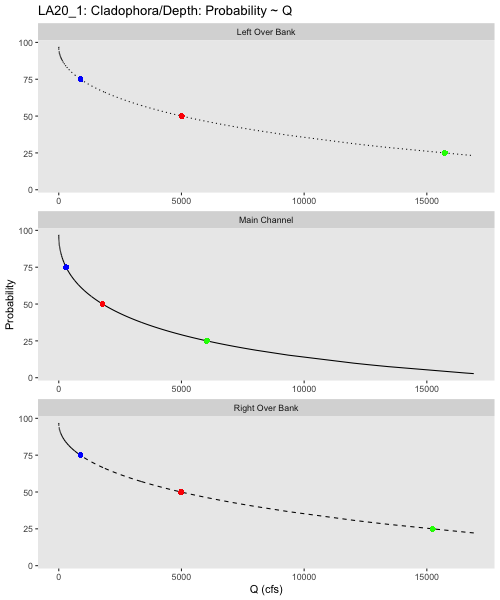 LA20_1: Cladophora/Depth: Probability ~ Q
Left Over Bank
100
75
50
25
0
0 5000 10000 15000
Main Channel
100
75
50
25
0
0 5000 10000 15000
Right Over Bank
100
75
50
25
0
0 5000 10000 15000
Probability
Q (cfs)